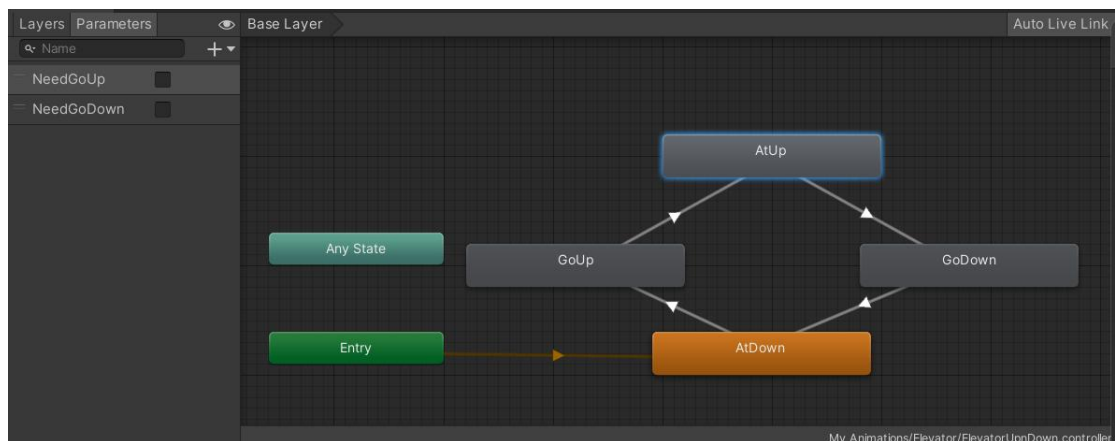 Layers Parameters
Base Layer
Auto Live Link
Name
NeedGoUp
NeedGoDown
AtUp
Any State
GoUp
GoDown
Entry
AtDown
My Animations/Elevator/ElevatorUpnDown.controller